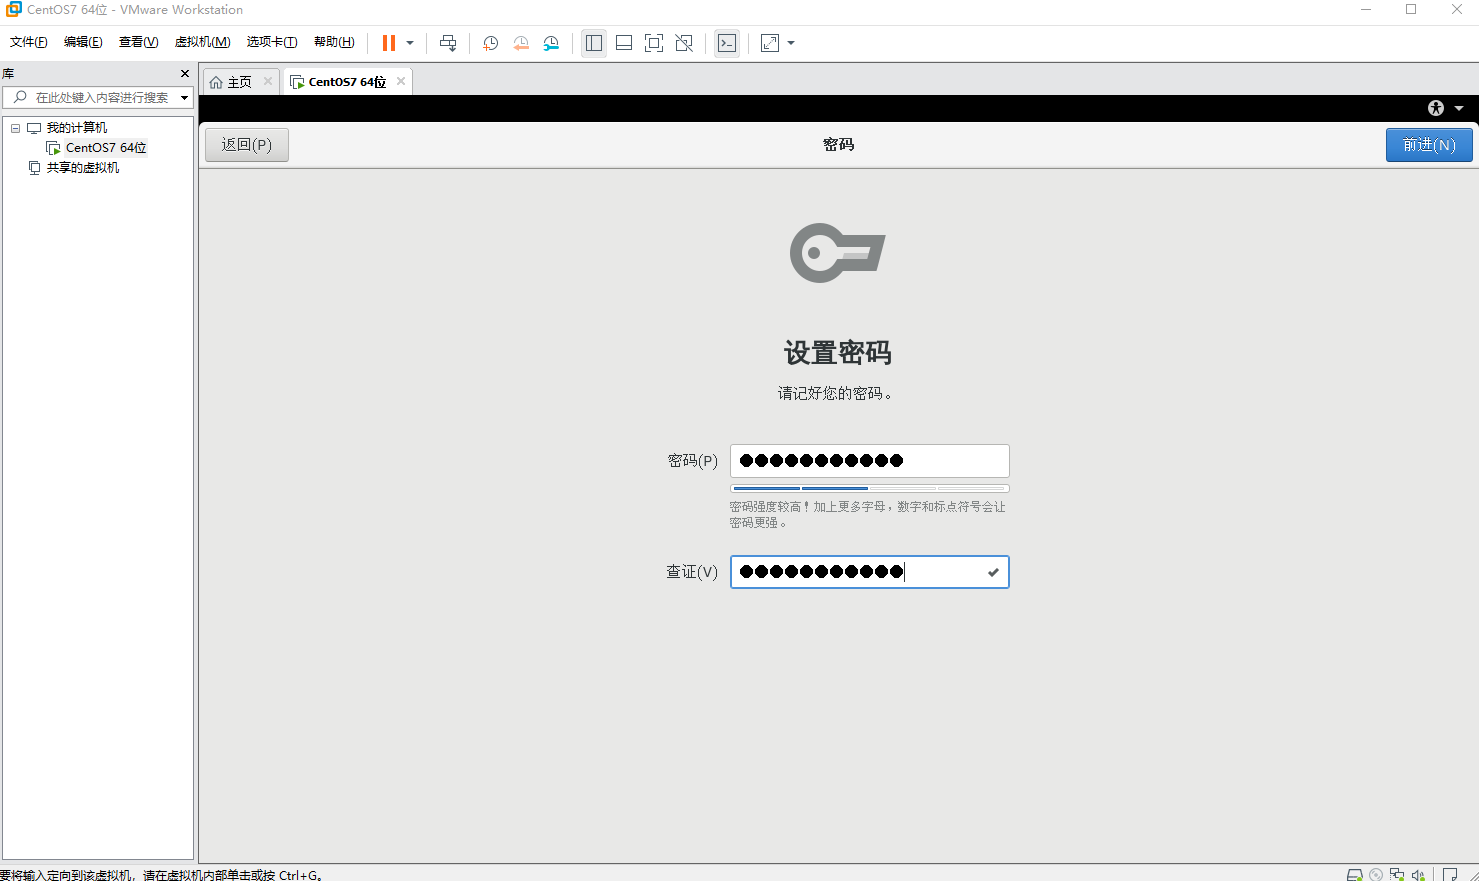 CentOS7 64位 - VMware Workstation
文件(F) 编辑(E) 查看(V) 虚拟机(M) 选项卡(T) 帮助(H)
库
主页
CentOS7 64位
在此处键入内容进行搜索
我的计算机
CentOS7 64位
共享的虚拟机
返回(P)
密码
前进(N)
设置密码
请记好您的密码。
密码(P)
密码强度较高！加上更多字母，数字和标点符号会让
密码更强。
查证(V)
要将输入定向到该虚拟机，请在虚拟机内部单击或按 Ctrl+G。